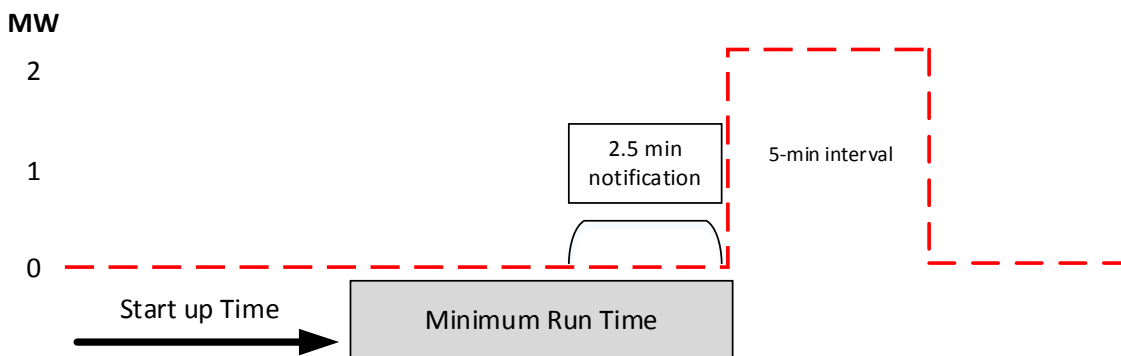 MW
2
2.5 min
notification
5-min interval
1
0
Start up Time
Minimum Run Time